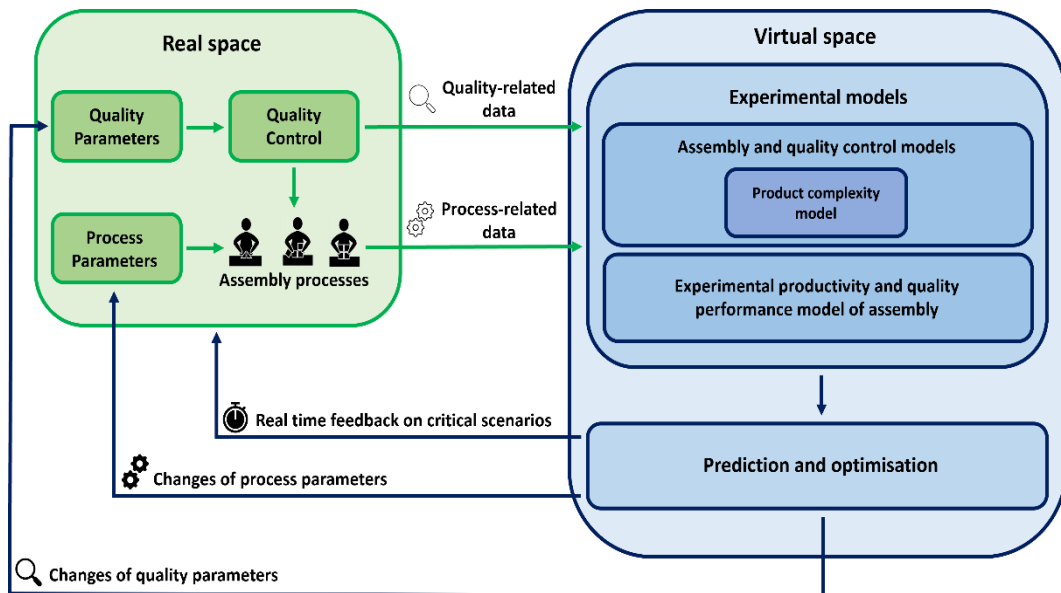 Real space
Quality
Parameters
Quality
Control
Process
Parameters
Assembly processes
Quality-related
data
Process-related
data
Virtual space
Experimental models
Assembly and quality control models
Product complexity
model
Experimental productivity and quality
performance model of assembly
Prediction and optimisation
Real time feedback on critical scenarios
Changes of process parameters
Changes of quality parameters